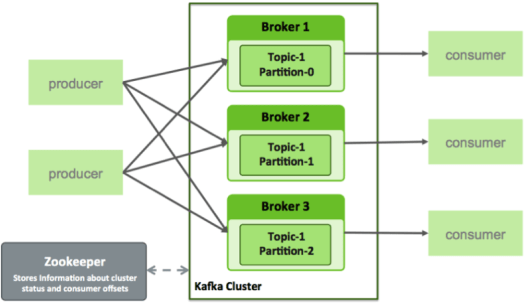 Broker 1
Topic-1
Partition-0
consumer
producer
Broker 2
Topic-1
Partition-1
consumer
producer
Broker 3
Topic-1
Partition-2
consumer
Zookeeper
Stores Information about cluster
status and consumer offsets
Kafka Cluster